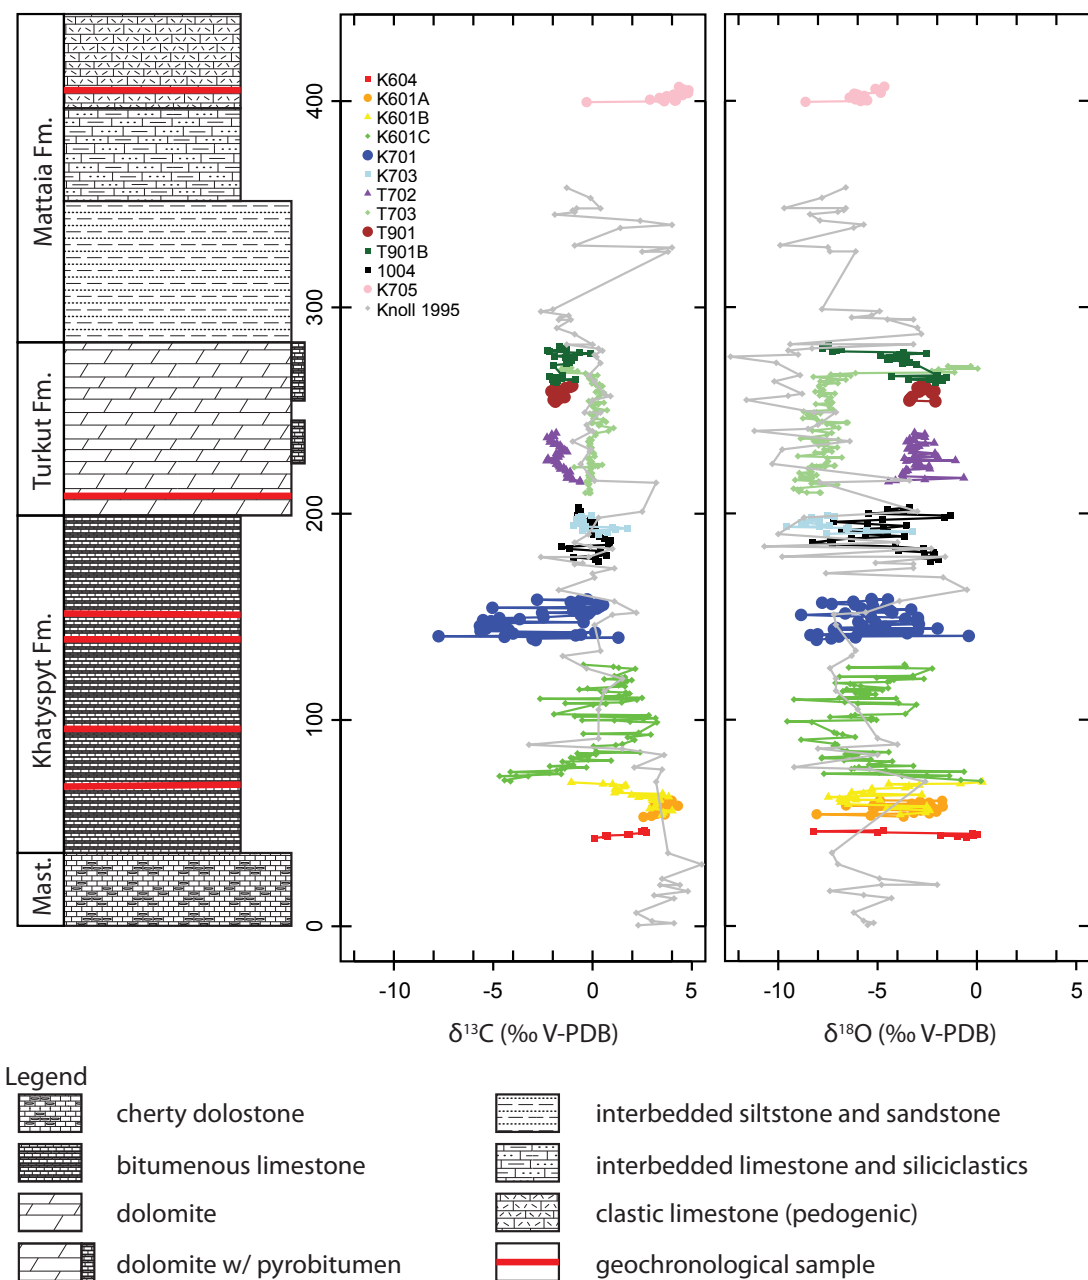 Mattaia Fm.
Turkut Fm.
Khatyspyt Fm.
Mast.
400
300
200
100
0
K604
K601A
K601B
K601C
K701
K703
T702
T703
T901
T901B
1004
K705
Knoll 1995
-10 -5 0 5
δ¹³C (‰ V-PDB)
-10 -5 0 5
δ¹⁸O (‰ V-PDB)
Legend
cherty dolostone
bitumenous limestone
dolomite
dolomite w/ pyrobitumen
interbedded siltstone and sandstone
interbedded limestone and siliciclastics
clastic limestone (pedogenic)
geochronological sample